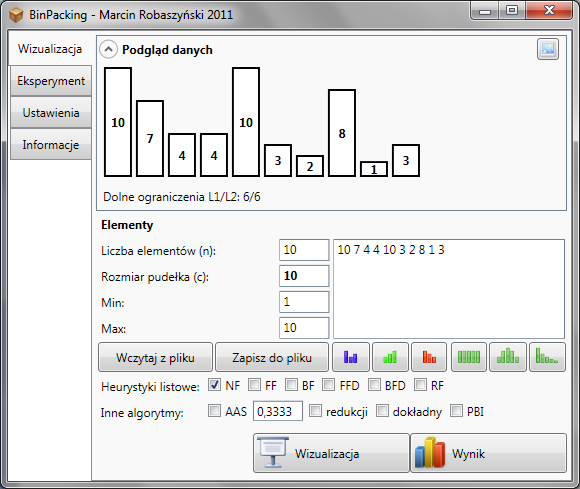 BinPacking - Marcin Robaszyński 2011
Wizualizacja
Eksperyment
Ustawienia
Informacje
Podgląd danych
10 7 4 4 10 3 2 8 1 3
Dolne ograniczenia L1/L2: 6/6
Elementy
Liczba elementów (n): 10
10 7 4 4 10 3 2 8 1 3
Rozmiar pudełka (c): 10
Min: 1
Max: 10
Wczytaj z pliku Zapisz do pliku
Heurystyki listowe: NF FF BF FFD BFD RF
Inne algorytmy: AAS 0,3333 redukcji dokładny PBI
Wizualizacja Wynik